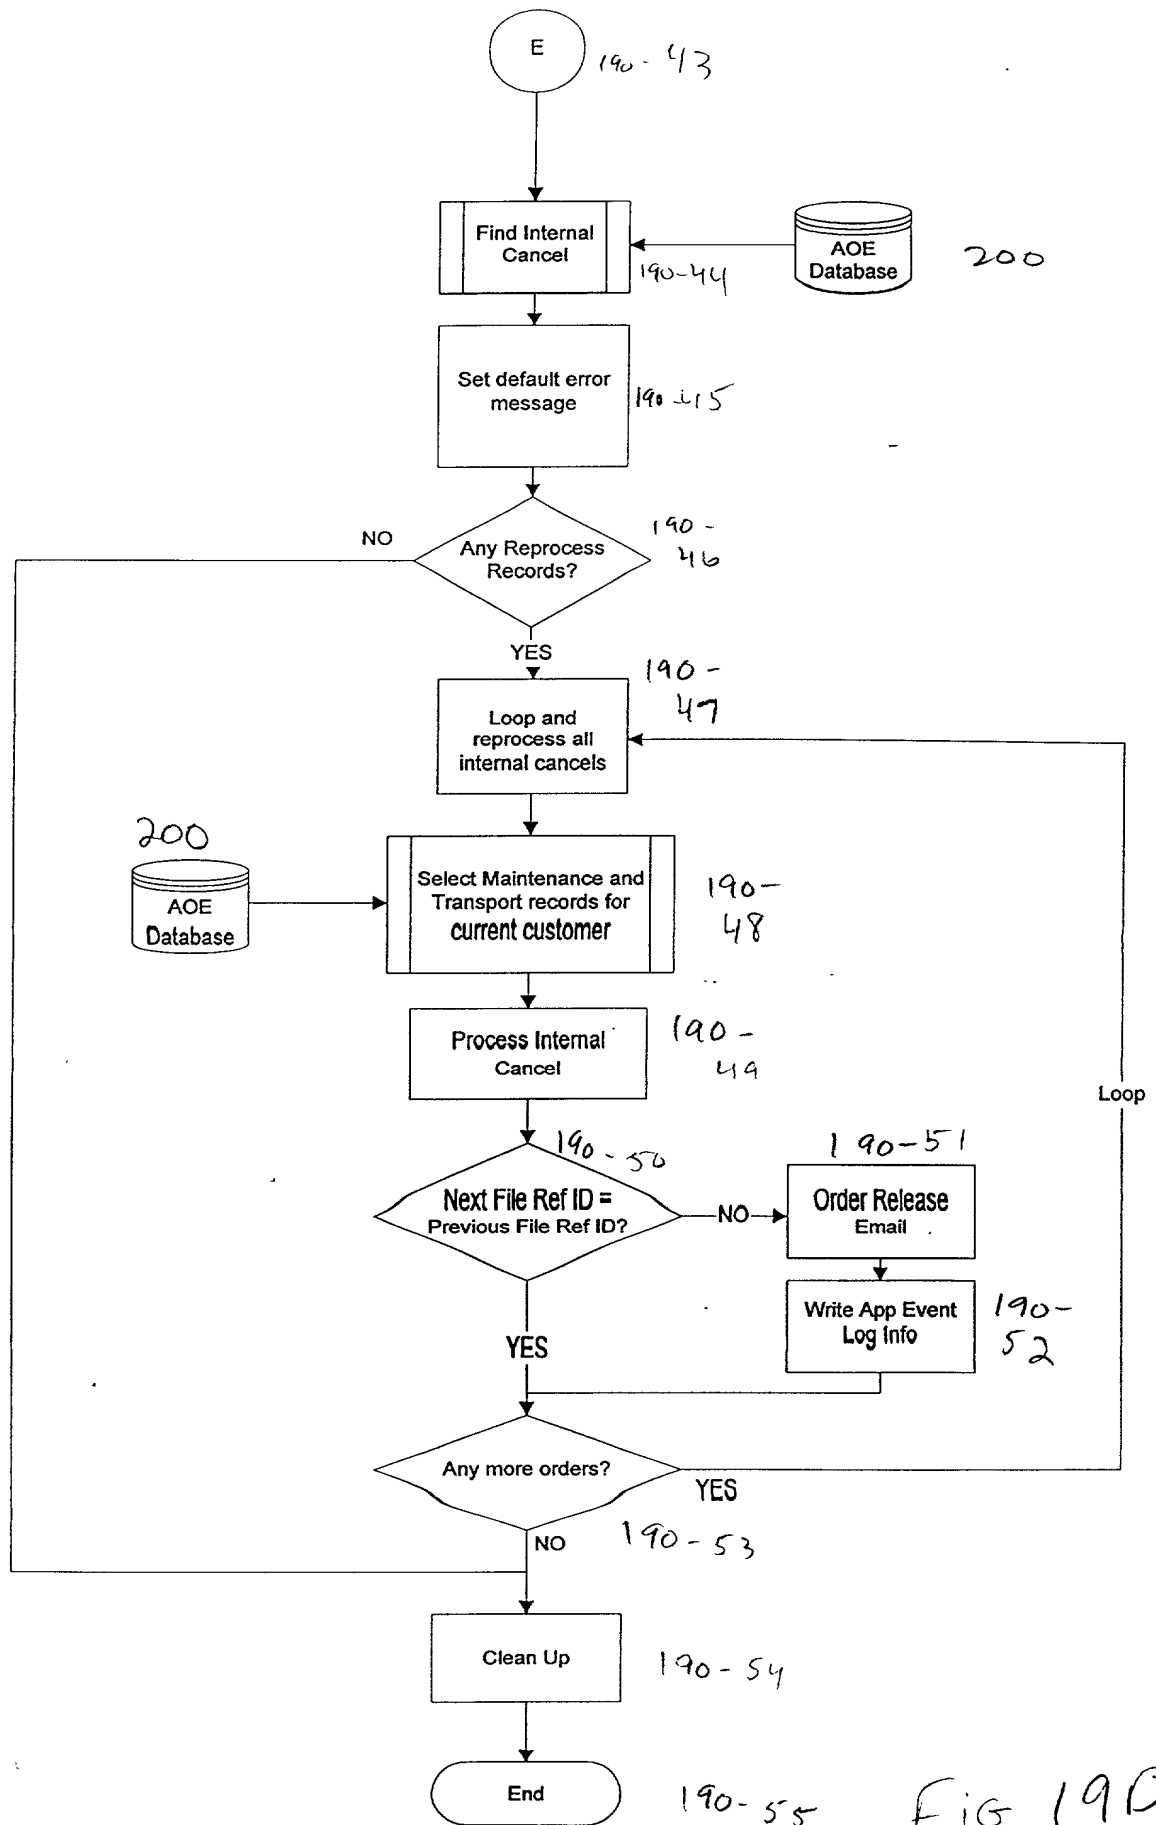 E
190-43
Find Internal
Cancel
190-44
AOE
Database
200
Set default error
message
190-45
NO
Any Reprocess
Records?
190-
46
YES
190-
47
Loop and
reprocess all
internal cancels
200
AOE
Database
Select Maintenance and
Transport records for
current customer
190-
48
Process Internal
Cancel
190-
49
Loop
190-50
Next File Ref ID =
Previous File Ref ID?
NO
190-51
Order Release
Email
YES
Write App Event
Log Info
190-
52
Any more orders?
YES
NO
190-53
Clean Up
190-54
End
190-55
FiG 19D